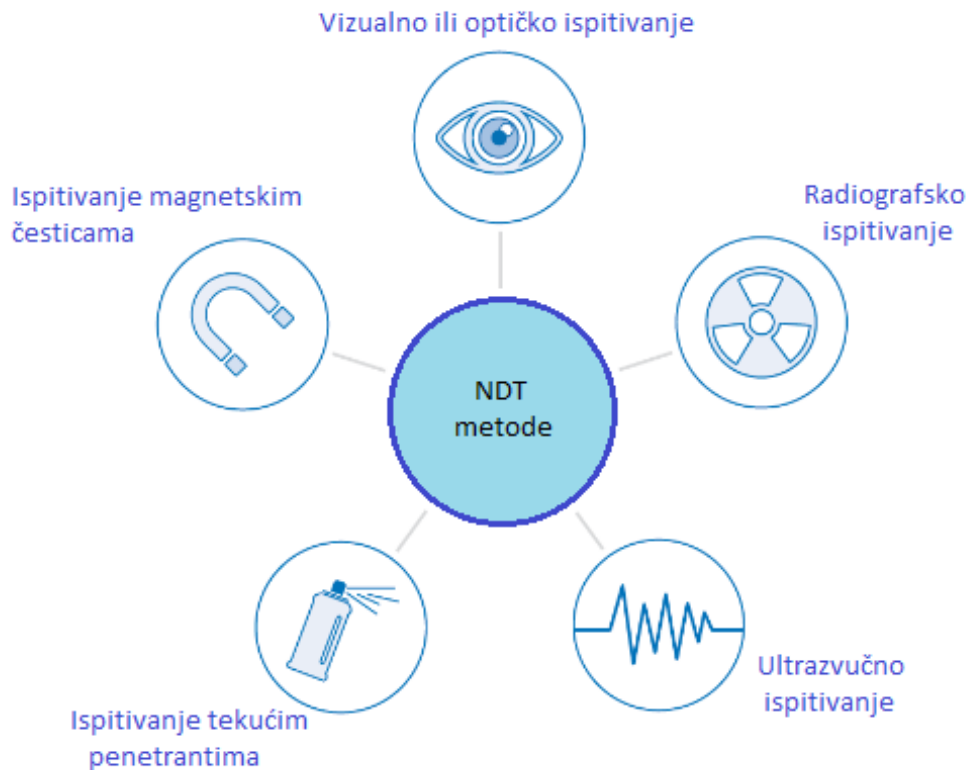 Vizualno ili optičko ispitivanje
Ispitivanje magnetskim
česticama
Radiografsko
ispitivanje
NDT
metode
Ispitivanje tekućim
penetrantima
Ultrazvučno
ispitivanje